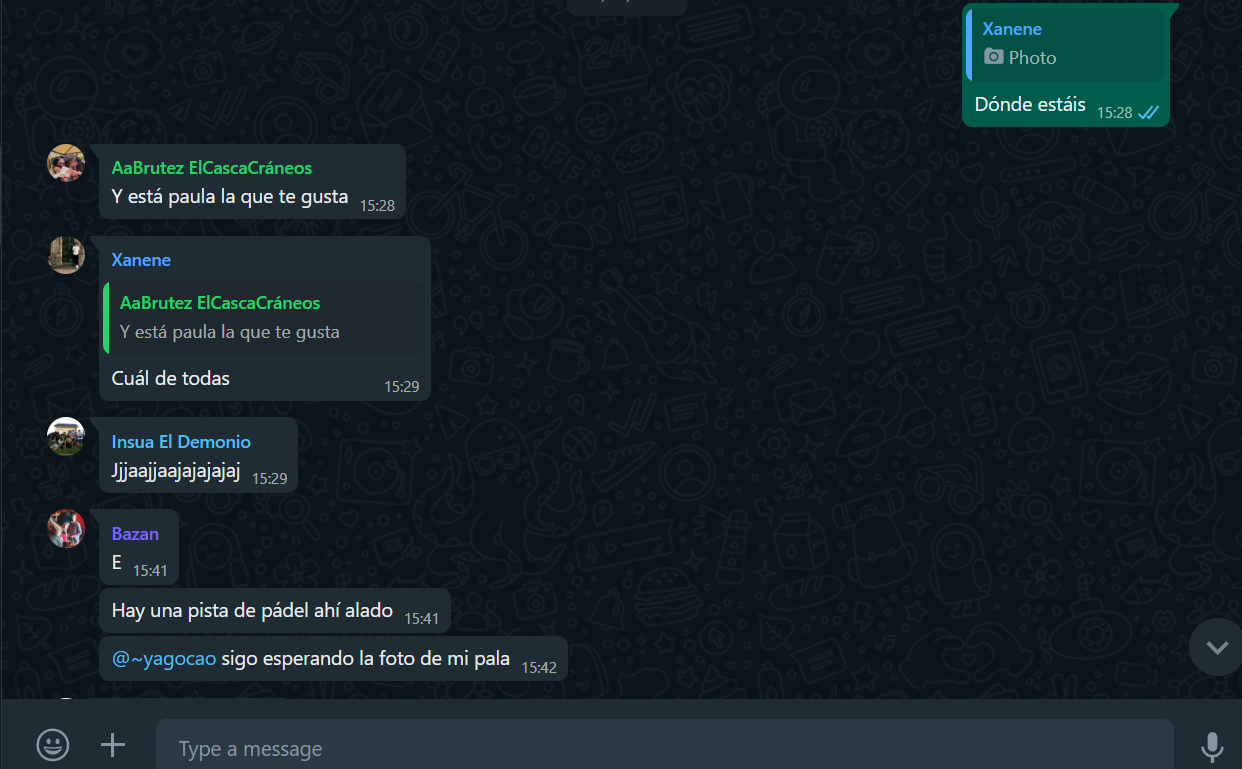 Xanene
Photo
Dónde estáis 15:28
AaBrutez ElCascaCráneos
Y está paula la que te gusta 15:28
Xanene
AaBrutez ElCascaCráneos
Y está paula la que te gusta
Cuál de todas 15:29
Insua El Demonio
Jjjaajjaajajajajaj 15:29
Bazan
E 15:41
Hay una pista de pádel ahí alado 15:41
@~yagocao sigo esperando la foto de mi pala 15:42
Type a message